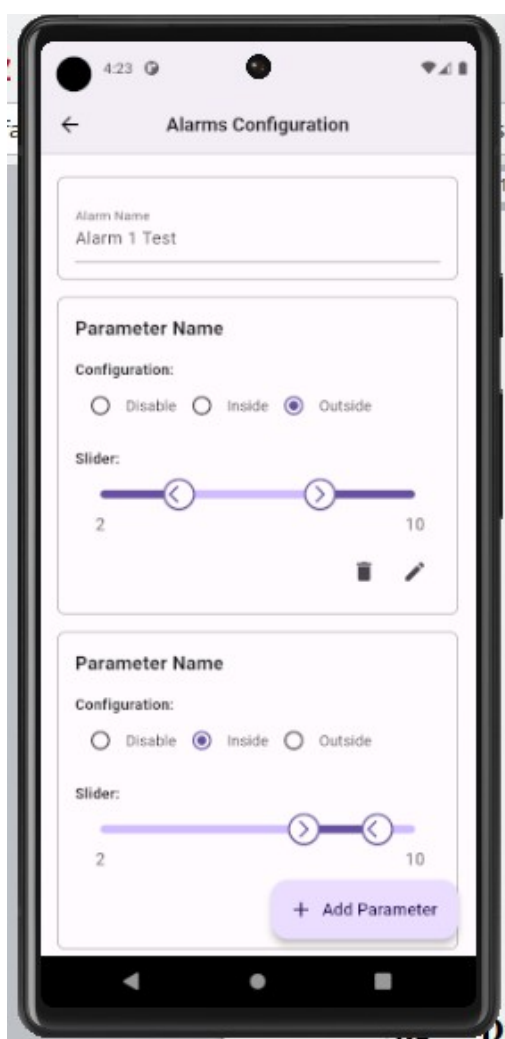 4:23
Alarms Configuration
Alarm Name
Alarm 1 Test
Parameter Name
Configuration:
Disable Inside Outside
Slider:
2 10
Parameter Name
Configuration:
Disable Inside Outside
Slider:
2 10
+ Add Parameter